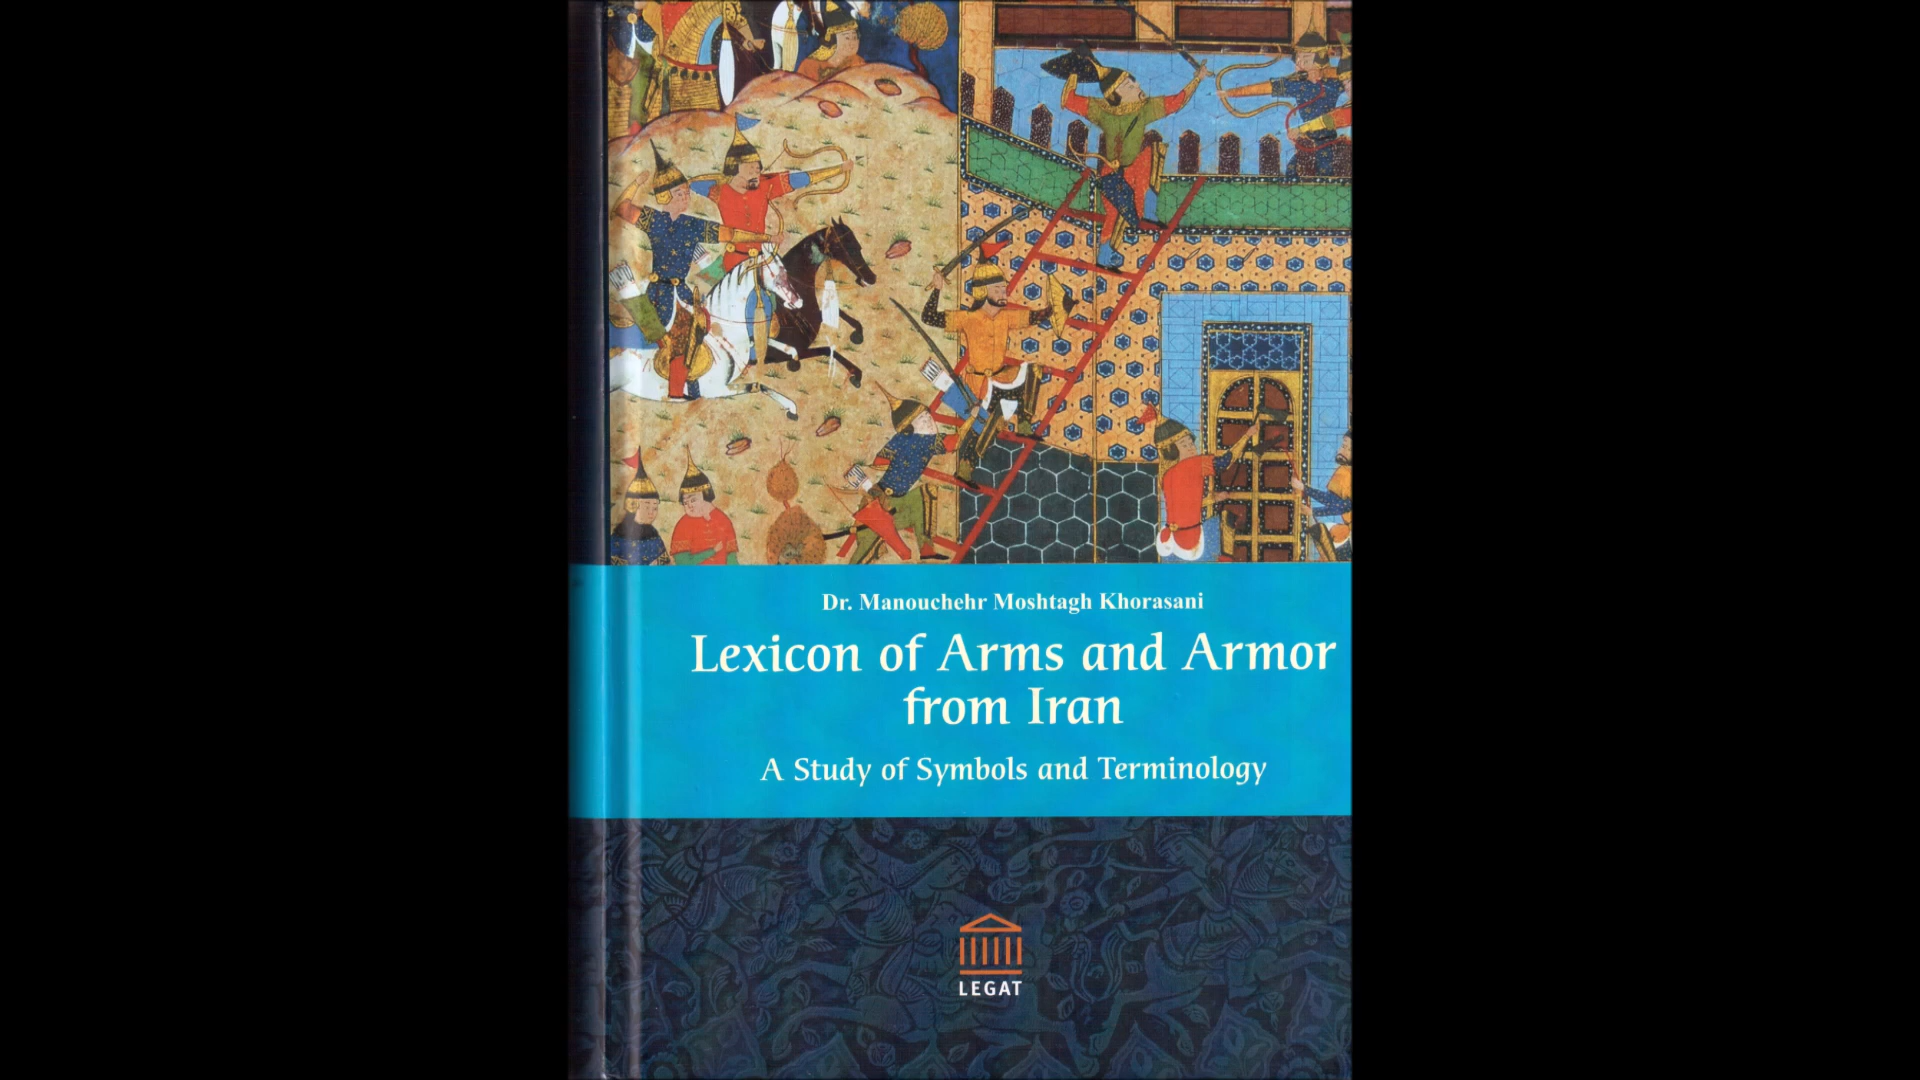 Dr. Manouchehr Moshtagh Khorasani
Lexicon of Arms and Armor
from Iran
A Study of Symbols and Terminology
LEGAT